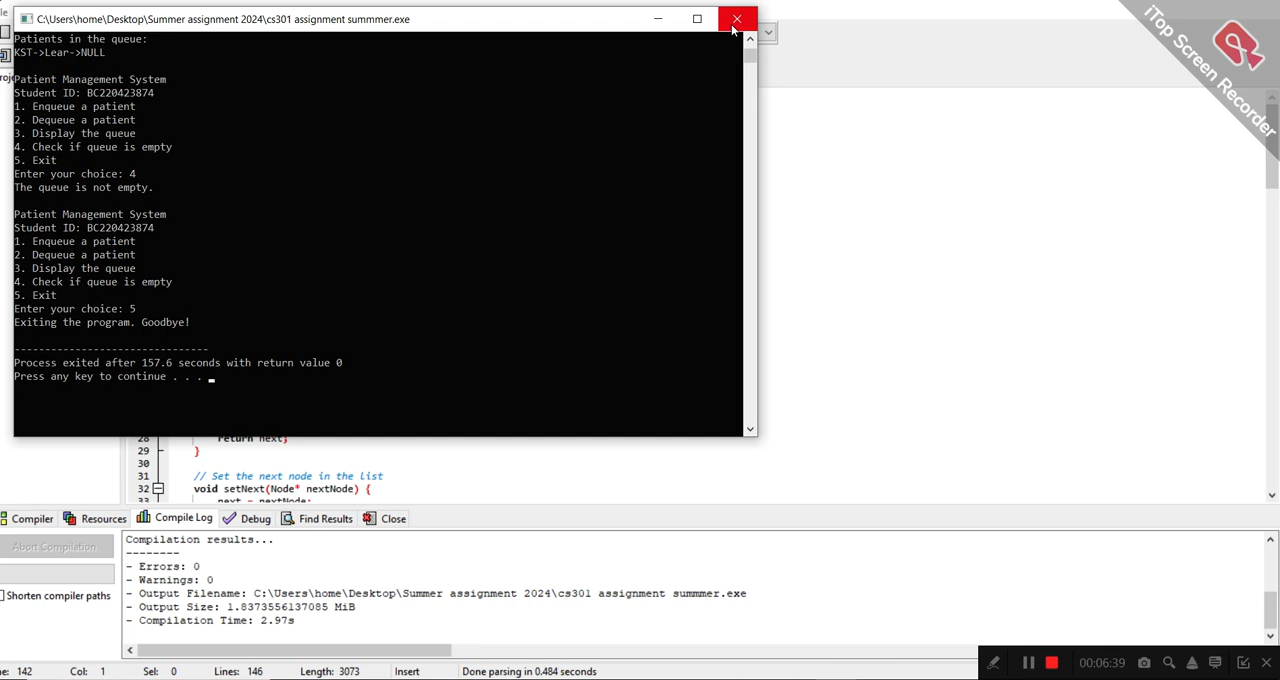 C:\Users\home\Desktop\Summer assignment 2024\cs301 assignment summmer.exe
Patients in the queue:
KST->Lear->NULL
Patient Management System
Student ID: BC220423874
1. Enqueue a patient
2. Dequeue a patient
3. Display the queue
4. Check if queue is empty
5. Exit
Enter your choice: 4
The queue is not empty.
Patient Management System
Student ID: BC220423874
1. Enqueue a patient
2. Dequeue a patient
3. Display the queue
4. Check if queue is empty
5. Exit
Enter your choice: 5
Exiting the program. Goodbye!
--------------------------------
Process exited after 157.6 seconds with return value 0
Press any key to continue . . .
iTop Screen Recorder
28 return next;
29 }
30
31 // Set the next node in the list
32 void setNext(Node* nextNode) {
33 next = nextNode;
Compiler Resources Compile Log Debug Find Results Close
Abort Compilation
Shorten compiler paths
Compilation results...
--------
- Errors: 0
- Warnings: 0
- Output Filename: C:\Users\home\Desktop\Summer assignment 2024\cs301 assignment summmer.exe
- Output Size: 1.8373556137085 MiB
- Compilation Time: 2.97s
142 Col: 1 Sel: 0 Lines: 146 Length: 3073 Insert Done parsing in 0.484 seconds
00:06:39